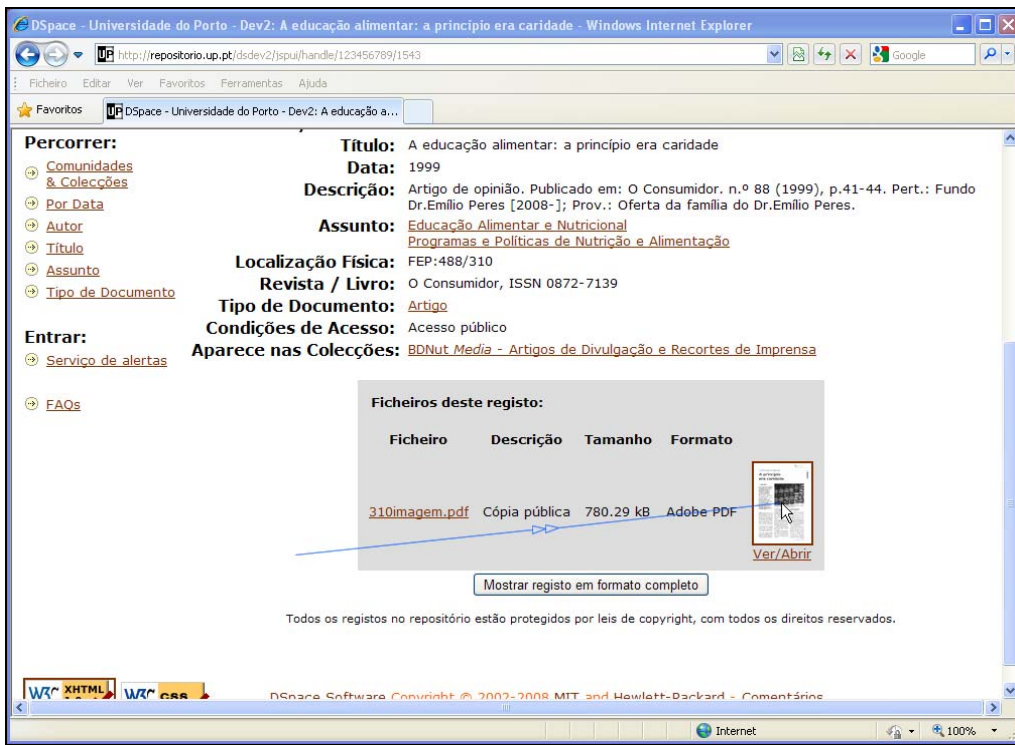 DSpace - Universidade do Porto - Dev2: A educação alimentar: a princípio era caridade - Windows Internet Explorer
UP http://repositorio.up.pt/dsdev2/jspui/handle/123456789/1543
Google
Ficheiro Editar Ver Favoritos Ferramentas Ajuda
Favoritos
UP DSpace - Universidade do Porto - Dev2: A educação a...
Percorrer:
Comunidades
& Colecções
Por Data
Autor
Título
Assunto
Tipo de Documento
Entrar:
Serviço de alertas
FAQs
Título: A educação alimentar: a princípio era caridade
Data: 1999
Descrição: Artigo de opinião. Publicado em: O Consumidor. n.º 88 (1999), p.41-44. Pert.: Fundo
Dr.Emílio Peres [2008-]; Prov.: Oferta da família do Dr.Emílio Peres.
Assunto: Educação Alimentar e Nutricional
Programas e Políticas de Nutrição e Alimentação
Localização Física: FEP:488/310
Revista / Livro: O Consumidor, ISSN 0872-7139
Tipo de Documento: Artigo
Condições de Acesso: Acesso público
Aparece nas Colecções: BDNut Media - Artigos de Divulgação e Recortes de Imprensa
Ficheiros deste registo:
Ficheiro Descrição Tamanho Formato
310imagem.pdf Cópia pública 780.29 kB Adobe PDF
A princípio
era caridade
Ver/Abrir
Mostrar registo em formato completo
Todos os registos no repositório estão protegidos por leis de copyright, com todos os direitos reservados.
W3C XHTML
W3C css
DSpace Software Copyright © 2002-2008 MIT and Hewlett-Packard - Comentários
Internet
100%